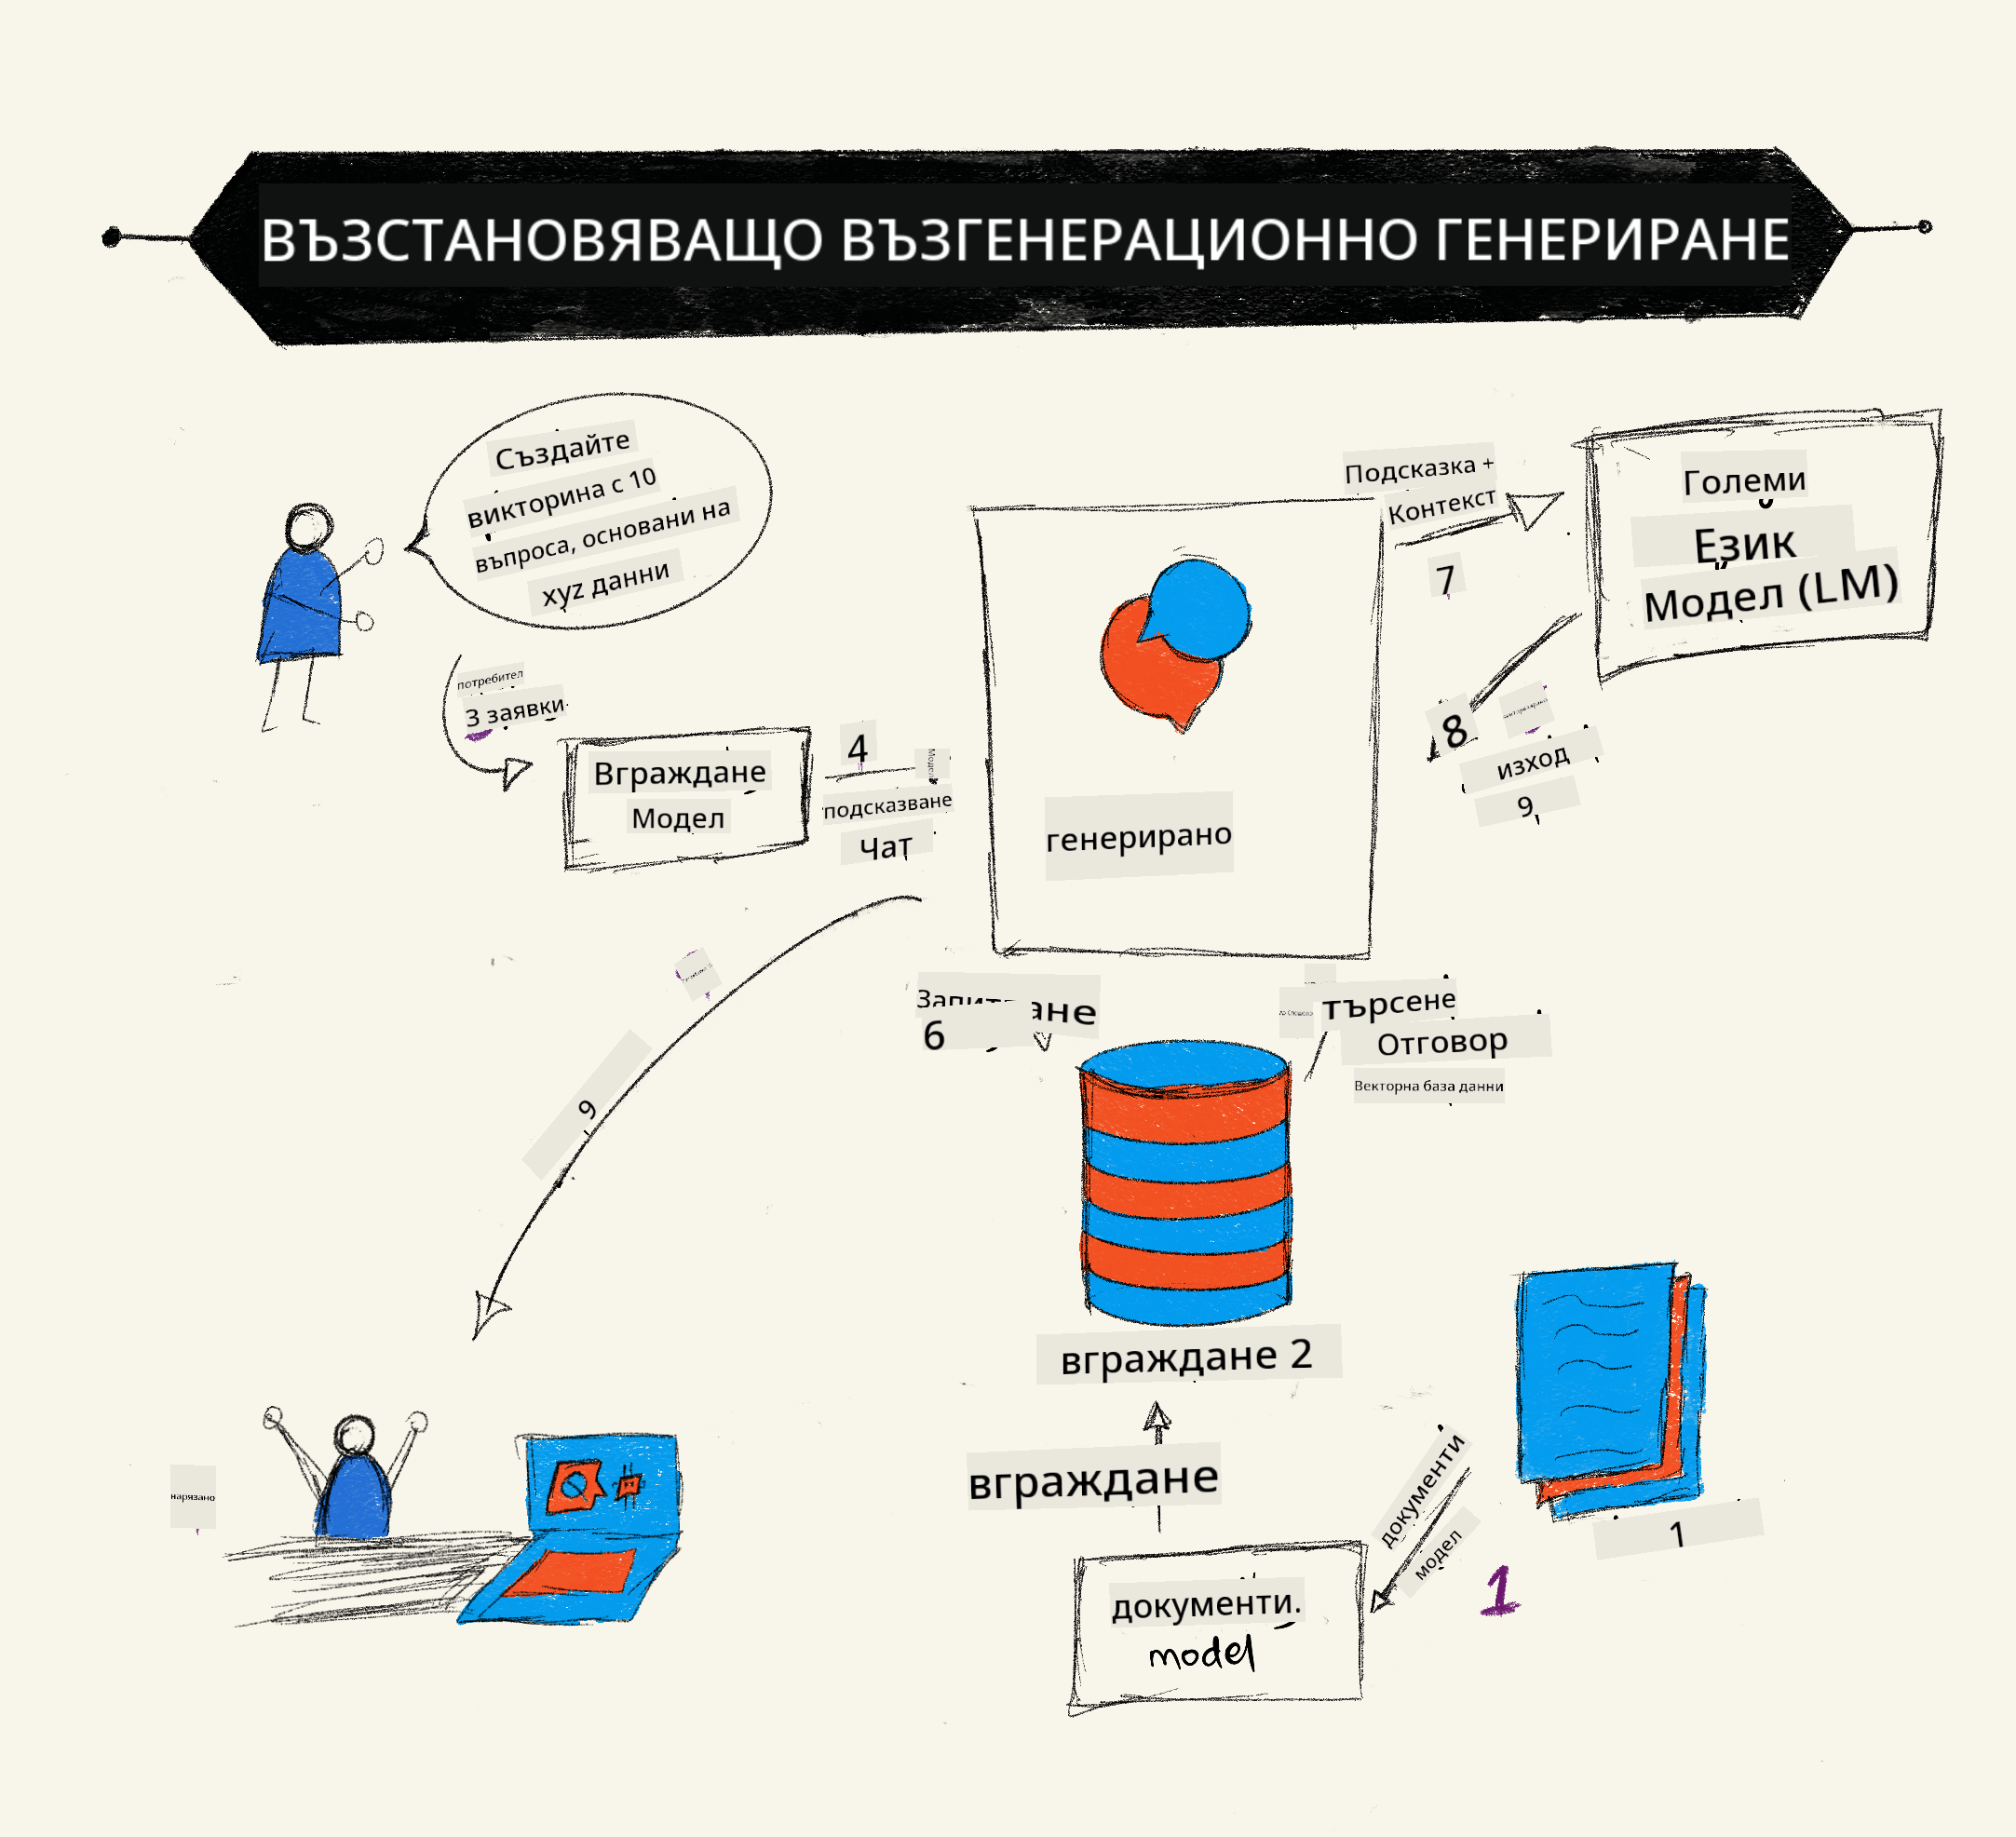 ВЪЗСТАНОВЯВАЩО ВЪЗГЕНЕРАЦИОННО ГЕНЕРИРАНЕ
Създайте
викторина с 10
въпроса, основани на
xyz данни
потребител
3 заявки
Вграждане
Модел
4
подсказване
Чат
генерирано
Подсказка +
Контекст
7
Големи
Език
Модел (LM)
8
изход
9
9
6
търсене
Отговор
Векторна база данни
вграждане 2
вграждане
документи
модел
1
1
документи.
model
нарязано